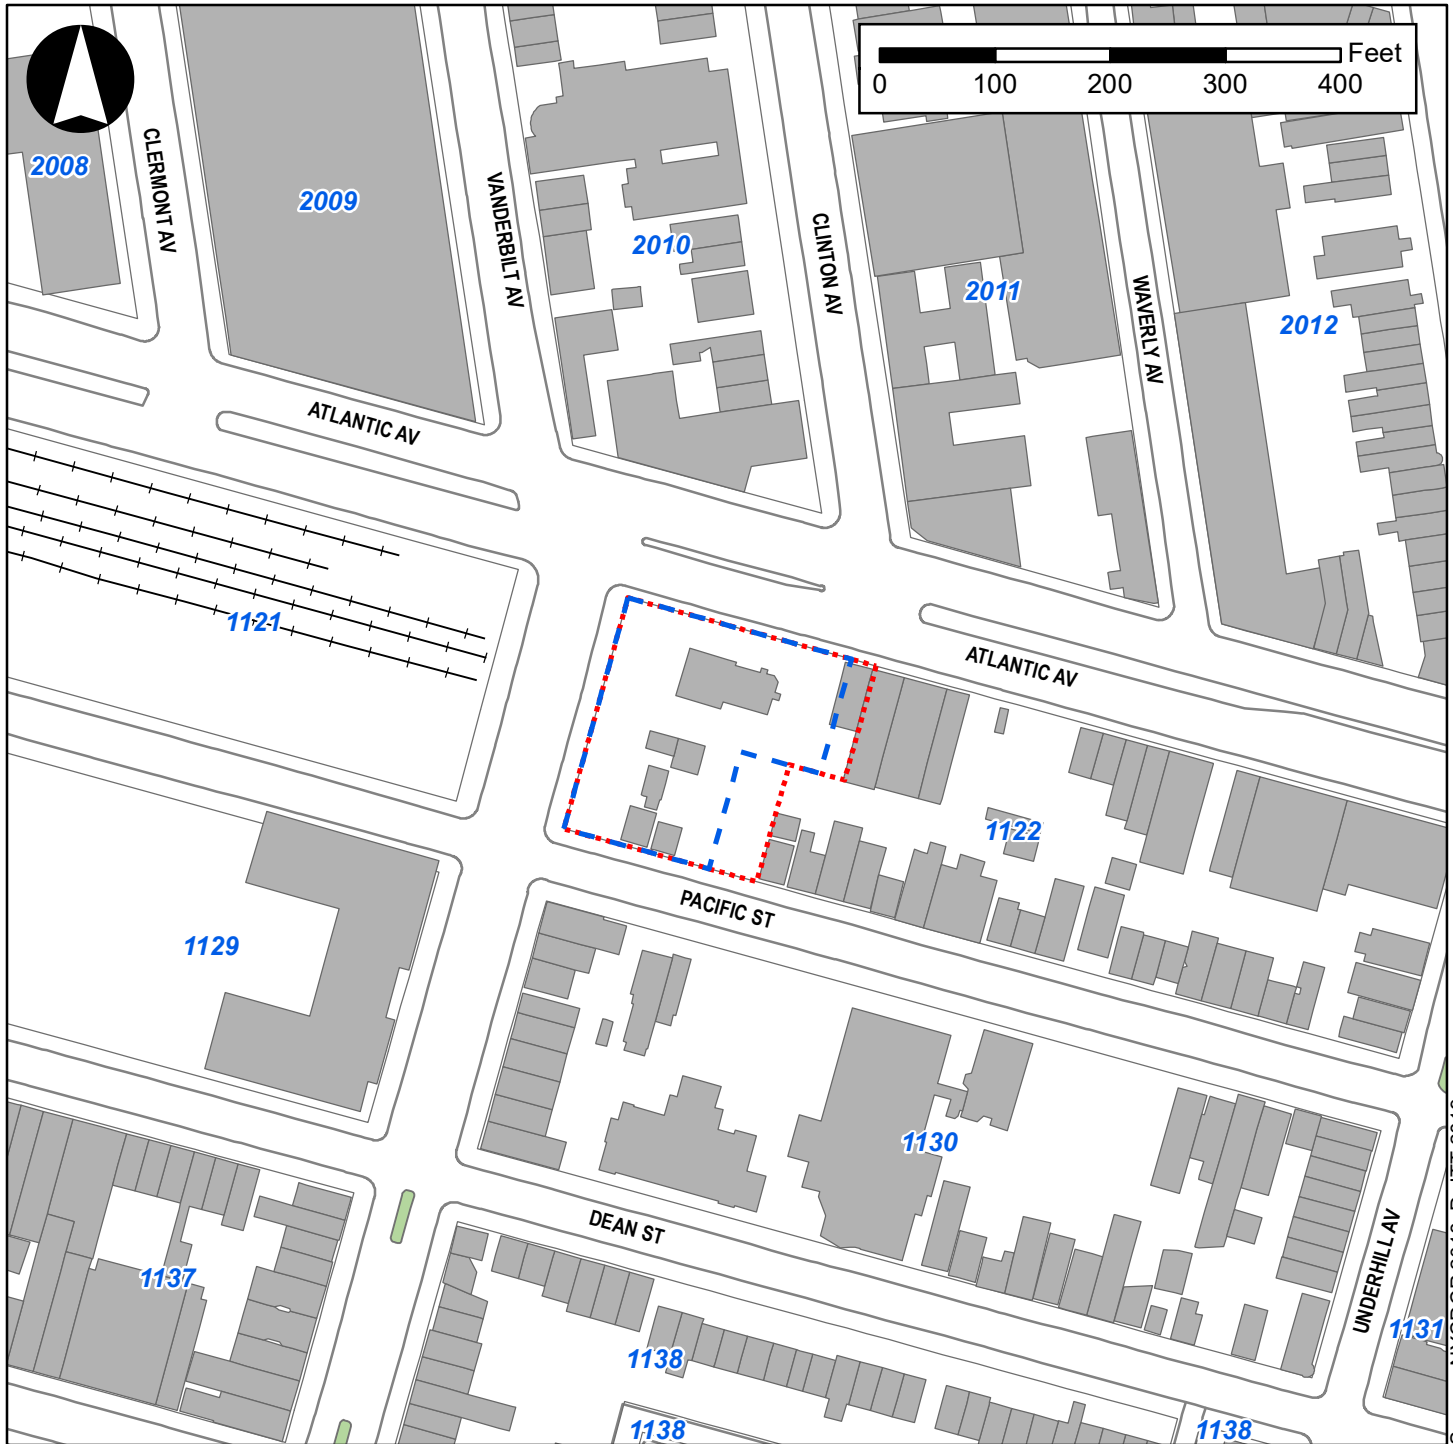 Feet
0 100 200 300 400
CLERMONT AV
2008
2009
VANDERBILT AV
2010
CLINTON AV
2011
WAVERLY AV
2012
ATLANTIC AV
1121
ATLANTIC AV
1122
PACIFIC ST
1129
1130
DEAN ST
UNDERHILL AV
1137
1131
1138
1138
1138